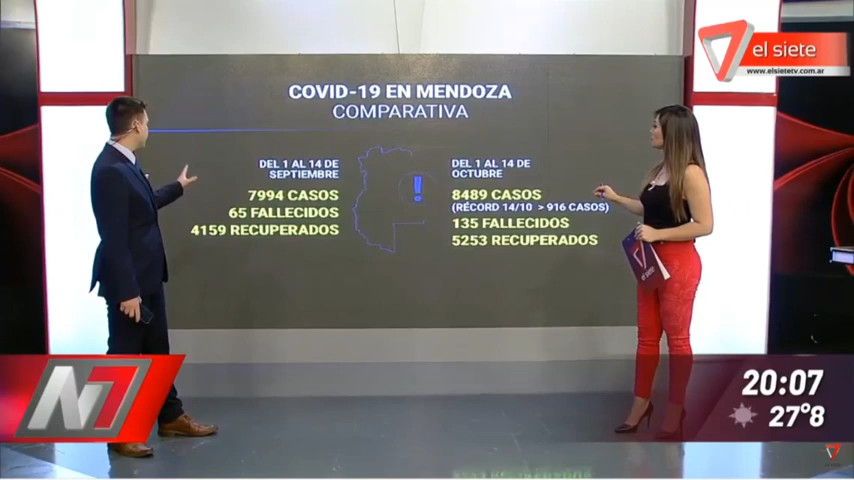 el siete
www.elsietetv.com.ar
COVID-19 EN MENDOZA
COMPARATIVA
DEL 1 AL 14 DE
SEPTIEMBRE
7994 CASOS
65 FALLECIDOS
4159 RECUPERADOS
!
DEL 1 AL 14 DE
OCTUBRE
8489 CASOS
(RÉCORD 14/10 > 916 CASOS)
135 FALLECIDOS
5253 RECUPERADOS
el siete
N7
20:07
27°8